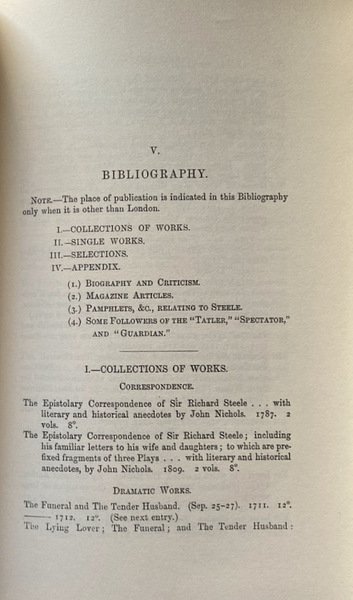 V.
BIBLIOGRAPHY.
NOTE.—The place of publication is indicated in this Bibliography
only when it is other than London.
I.—COLLECTIONS OF WORKS.
II.—SINGLE WORKS.
III.—SELECTIONS.
IV.—APPENDIX.
(1.) BIOGRAPHY AND CRITICISM.
(2.) MAGAZINE ARTICLES.
(3.) PAMPHLETS, &C., RELATING TO STEELE.
(4.) SOME FOLLOWERS OF THE "TATLER," "SPECTATOR,"
AND "GUARDIAN."
I.—COLLECTIONS OF WORKS.
CORRESPONDENCE.
The Epistolary Correspondence of Sir Richard Steele . . . with
literary and historical anecdotes by John Nichols. 1787. 2
vols. 8º.
The Epistolary Correspondence of Sir Richard Steele; including
his familiar letters to his wife and daughters; to which are pre-
fixed fragments of three Plays . . . with literary and historical
anecdotes, by John Nichols. 1809. 2 vols. 8º.
DRAMATIC WORKS.
The Funeral and The Tender Husband. (Sep. 25-27). 1711. 12º.
——— 1712. 12º. (See next entry.)
The Lying Lover; The Funeral; and The Tender Husband: